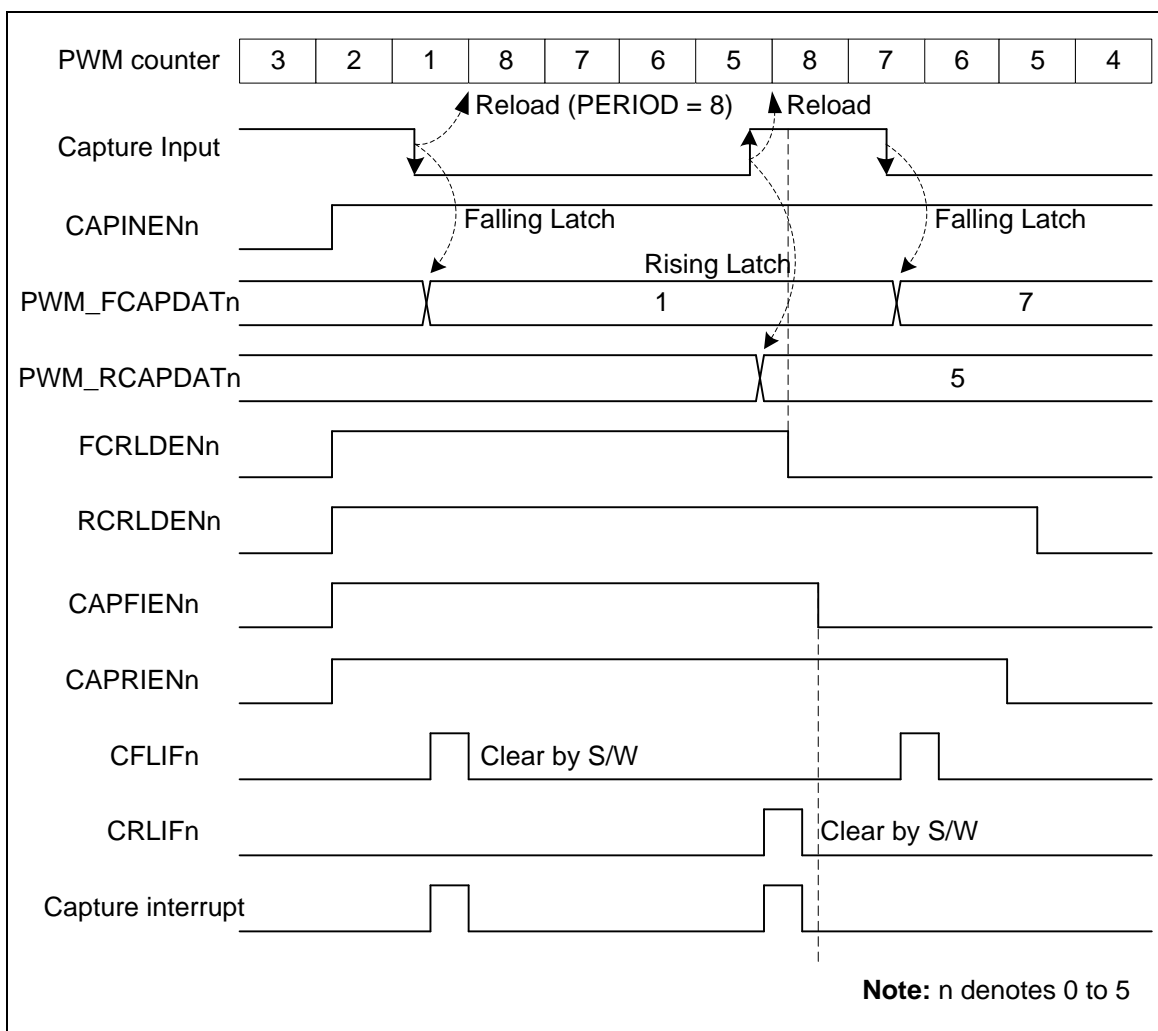 PWM counter 3 2 1 8 7 6 5 8 7 6 5 4
Reload (PERIOD = 8) Reload
Capture Input
CAPINENn Falling Latch Falling Latch
Rising Latch
PWM_FCAPDATn 1 7
PWM_RCAPDATn 5
FCRLDENn
RCRLDENn
CAPFIENn
CAPRIENn
CFLIFn Clear by S/W
CRLIFn Clear by S/W
Capture interrupt
Note: n denotes 0 to 5